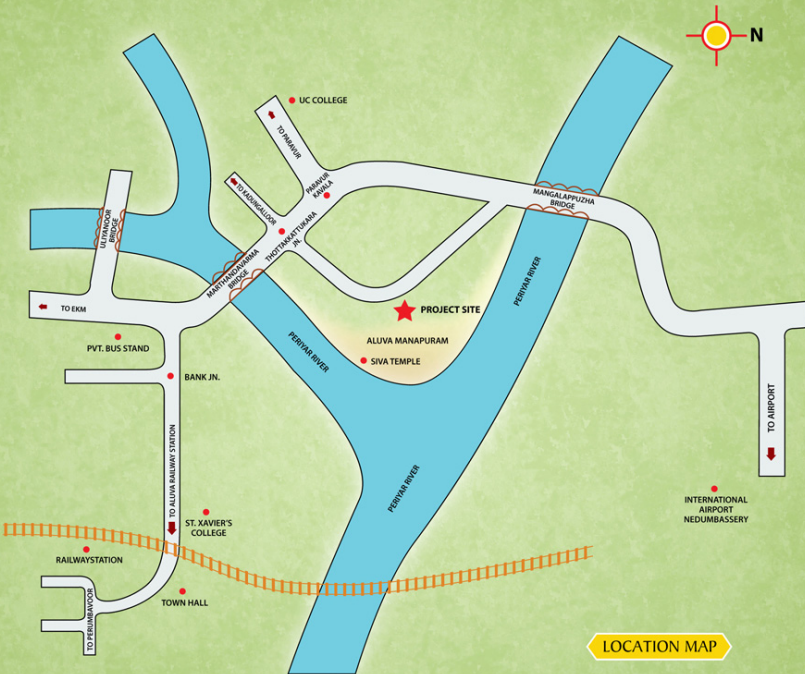 N
UC COLLEGE
TO PARAVUR
PARAVUR
KAVALA
TO KADUNGALLOOR
MANGALAPPUZHA
BRIDGE
ULIYANOOR
BRIDGE
THOTTAKKATTUKARA
JN.
MARTHANDAVARMA
BRIDGE
PERIYAR RIVER
TO EKM
PROJECT SITE
PVT. BUS STAND
PERIYAR RIVER
ALUVA MANAPURAM
SIVA TEMPLE
BANK JN.
TO AIRPORT
TO ALUVA RAILWAY STATION
PERIYAR RIVER
INTERNATIONAL
AIRPORT
NEDUMBASSERY
ST. XAVIER'S
COLLEGE
RAILWAYSTATION
TOWN HALL
TO PERUMBAVOOR
LOCATION MAP